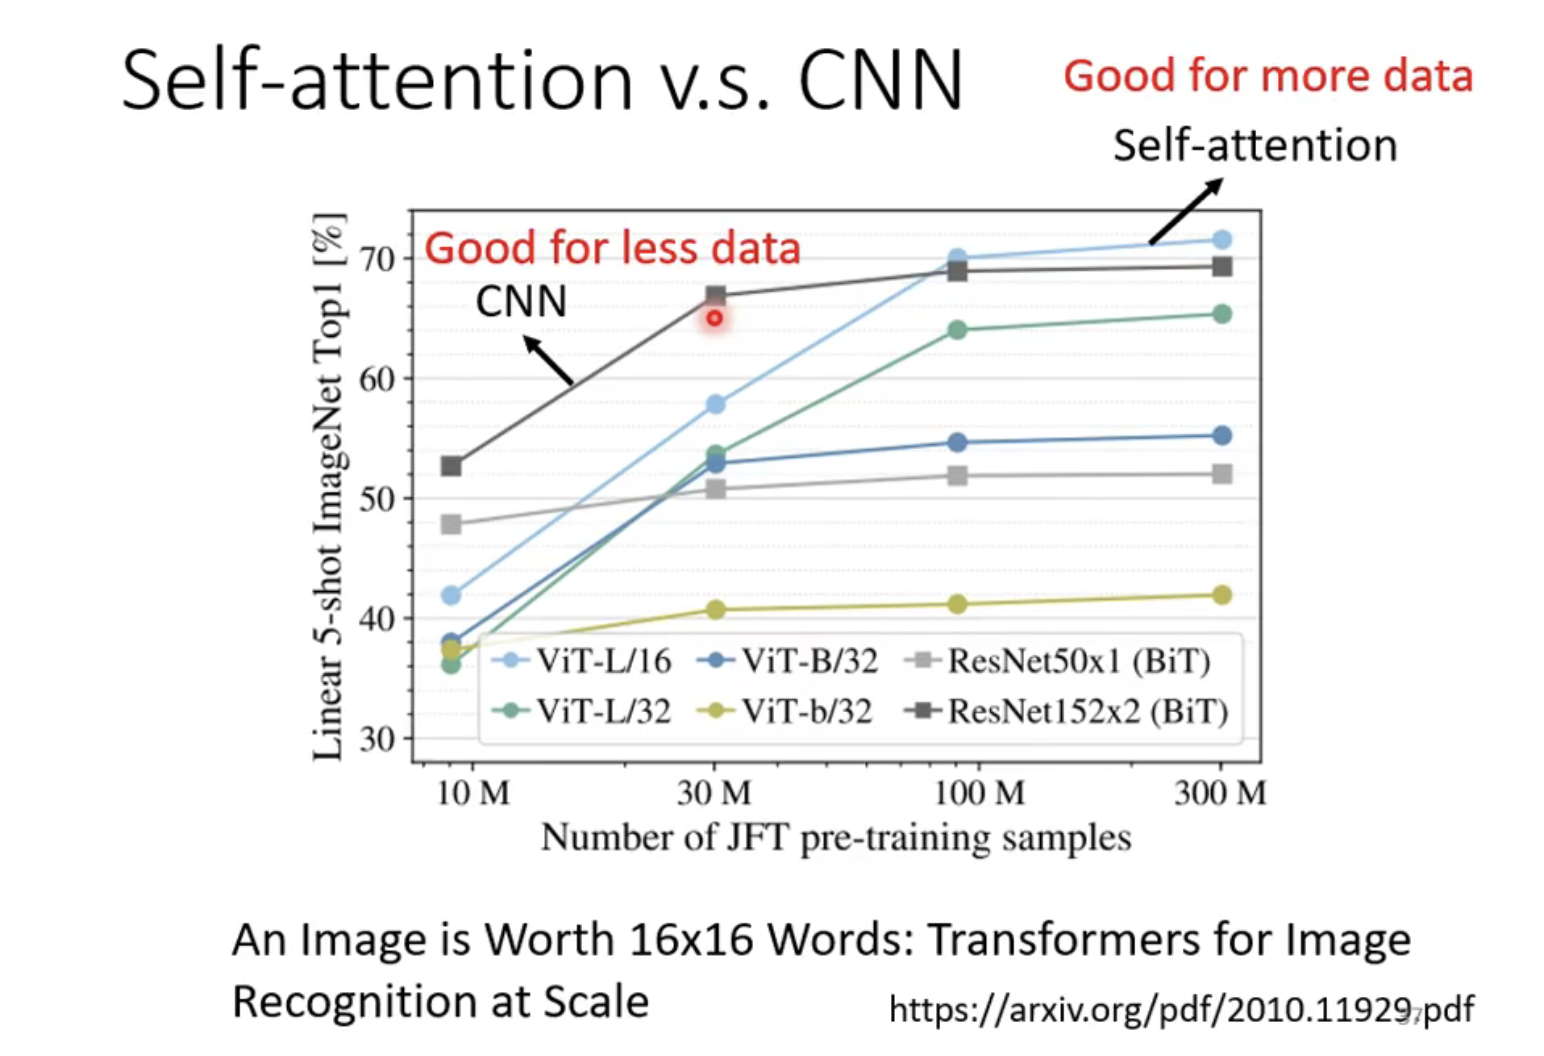 Self-attention v.s. CNN
Good for more data
Self-attention
Good for less data
CNN
Linear 5-shot ImageNet Top1 [%]
70
60
50
40
30
ViT-L/16 ViT-B/32 ResNet50x1 (BiT)
ViT-L/32 ViT-b/32 ResNet152x2 (BiT)
10 M 30 M 100 M 300 M
Number of JFT pre-training samples
An Image is Worth 16x16 Words: Transformers for Image
Recognition at Scale
https://arxiv.org/pdf/2010.11929.pdf
37